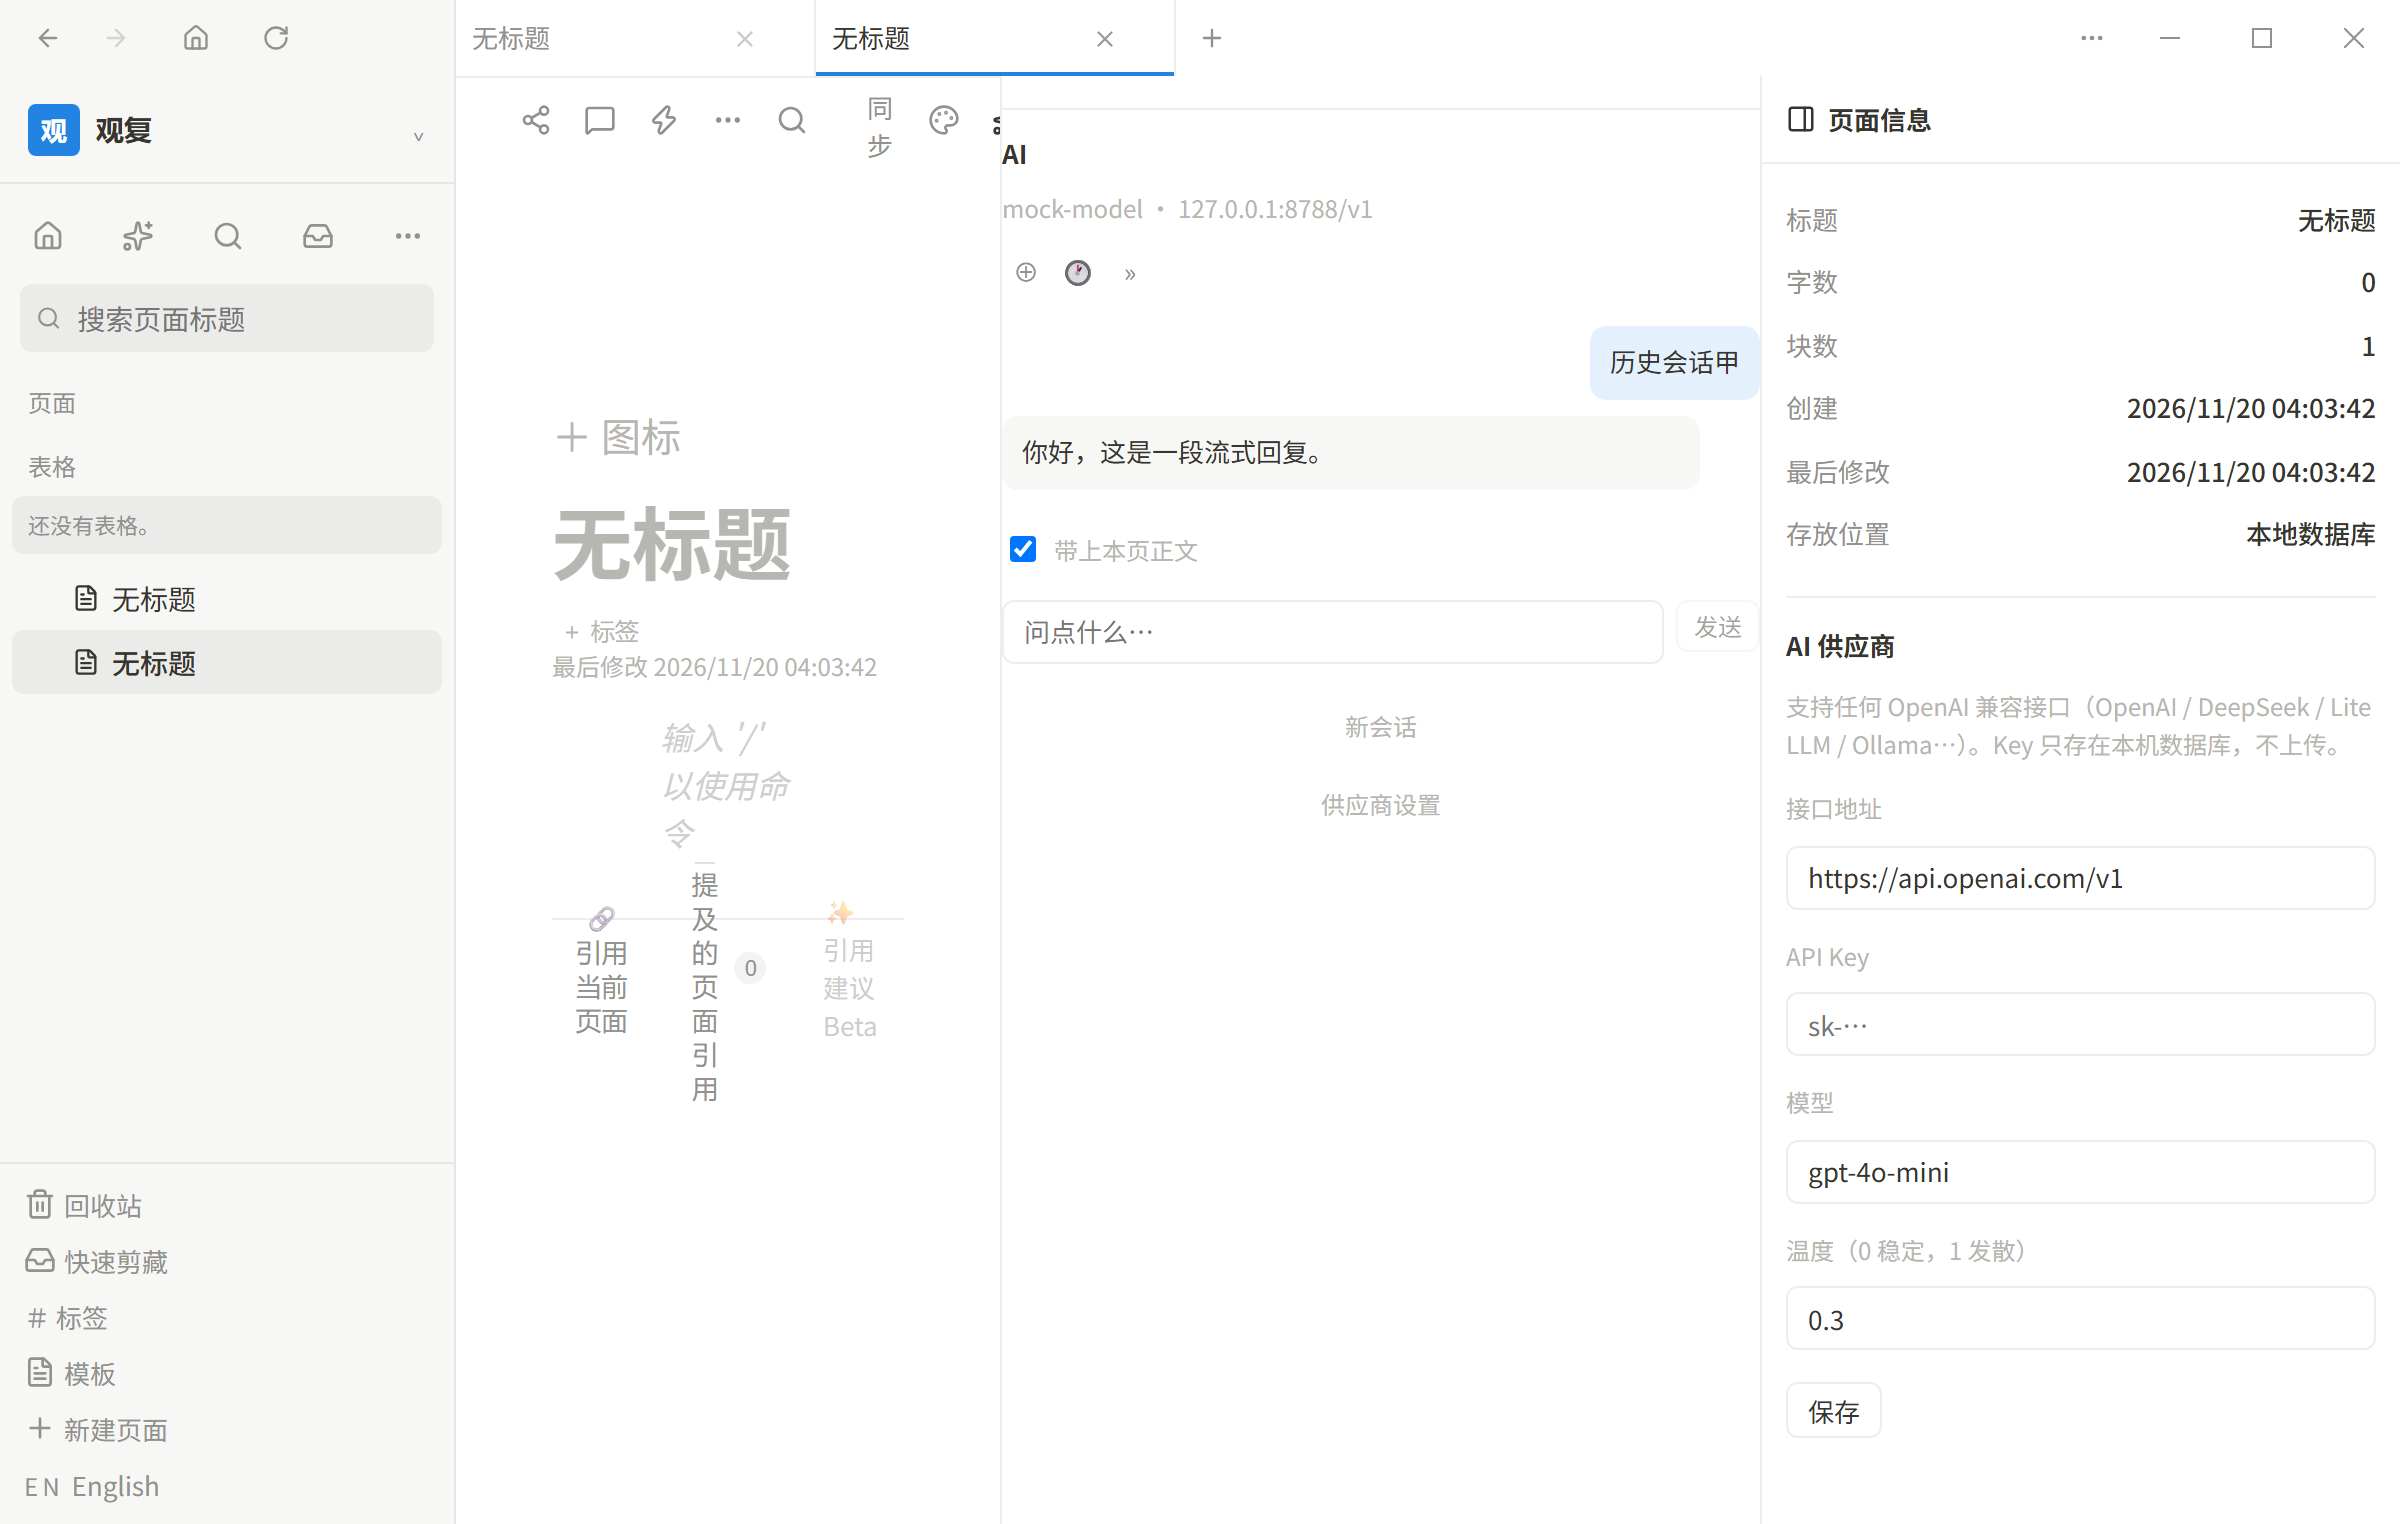 无标题
无标题
观 观复
搜索页面标题
页面
表格
还没有表格。
无标题
无标题
回收站
快速剪藏
# 标签
模板
新建页面
EN English
同
步
+ 图标
无标题
+ 标签
最后修改 2026/11/20 04:03:42
输入 '/'
以使用命
令
引用
当前
页面
提
及
的
页
面
引
用
0
引用
建议
Beta
AI
mock-model • 127.0.0.1:8788/v1
»
历史会话甲
你好，这是一段流式回复。
带上本页正文
问点什么…
发送
新会话
供应商设置
页面信息
标题 无标题
字数 0
块数 1
创建 2026/11/20 04:03:42
最后修改 2026/11/20 04:03:42
存放位置 本地数据库
AI 供应商
支持任何 OpenAI 兼容接口（OpenAI / DeepSeek / Lite
LLM / Ollama…）。Key 只存在本机数据库，不上传。
接口地址
https://api.openai.com/v1
API Key
sk-…
模型
gpt-4o-mini
温度（0 稳定，1 发散）
0.3
保存